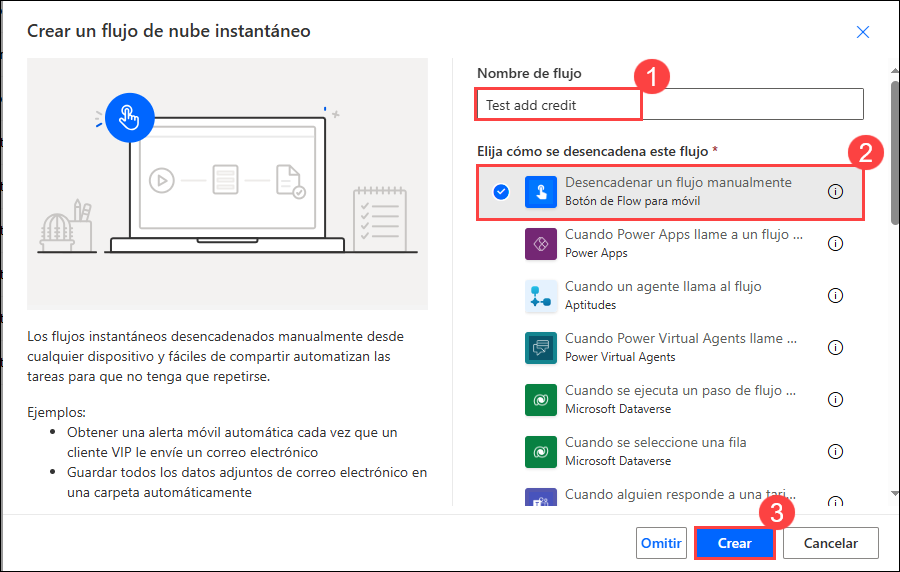 Crear un flujo de nube instantáneo
Los flujos instantáneos desencadenados manualmente desde
cualquier dispositivo y fáciles de compartir automatizan las
tareas para que no tenga que repetirse.
Ejemplos:
• Obtener una alerta móvil automática cada vez que un
cliente VIP le envíe un correo electrónico
• Guardar todos los datos adjuntos de correo electrónico en
una carpeta automáticamente
Nombre de flujo
1
Test add credit
Elija cómo se desencadena este flujo *
2
Desencadenar un flujo manualmente
Botón de Flow para móvil
Cuando Power Apps llame a un flujo ...
Power Apps
Cuando un agente llama al flujo
Aptitudes
Cuando Power Virtual Agents llame ...
Power Virtual Agents
Cuando se ejecuta un paso de flujo ...
Microsoft Dataverse
Cuando se seleccione una fila
Microsoft Dataverse
Cuando alguien responde a una tarj...
3
Omitir
Crear
Cancelar